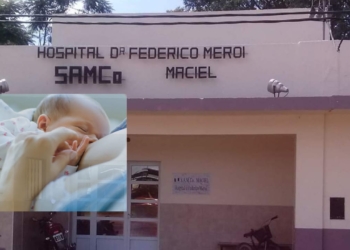 HOSPITAL Dr FEDERICO MEROI
SAMCo MACIEL